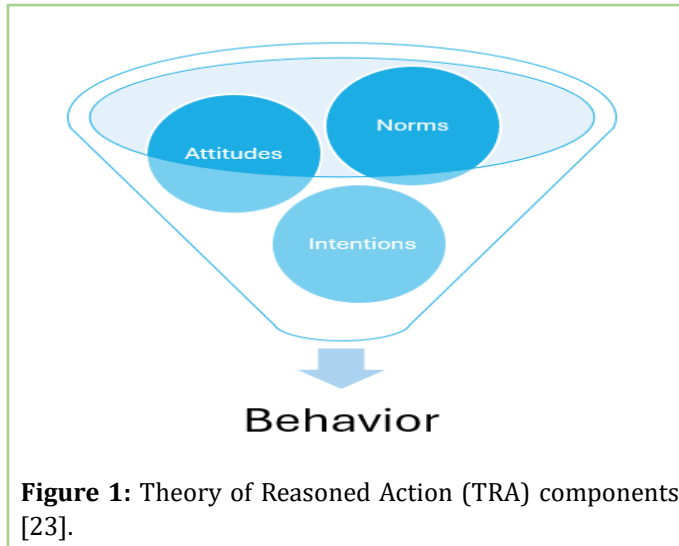 Norms
Attitudes
Intentions
Behavior
Figure 1: Theory of Reasoned Action (TRA) components
[23].